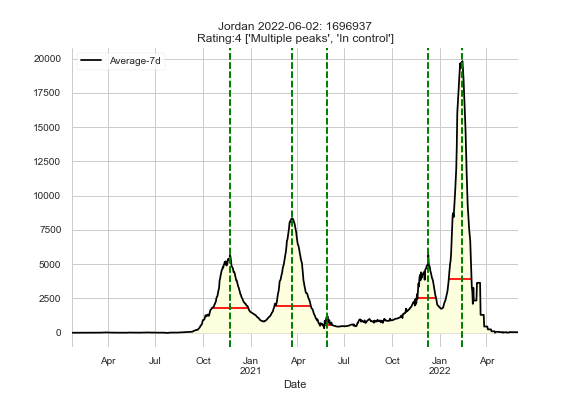 Jordan 2022-06-02: 1696937
Rating:4 ['Multiple peaks', 'In control']
Average-7d
20000
17500
15000
12500
10000
7500
5000
2500
0
Apr Jul Oct Jan Apr Jul Oct Jan Apr
2021 2022
Date